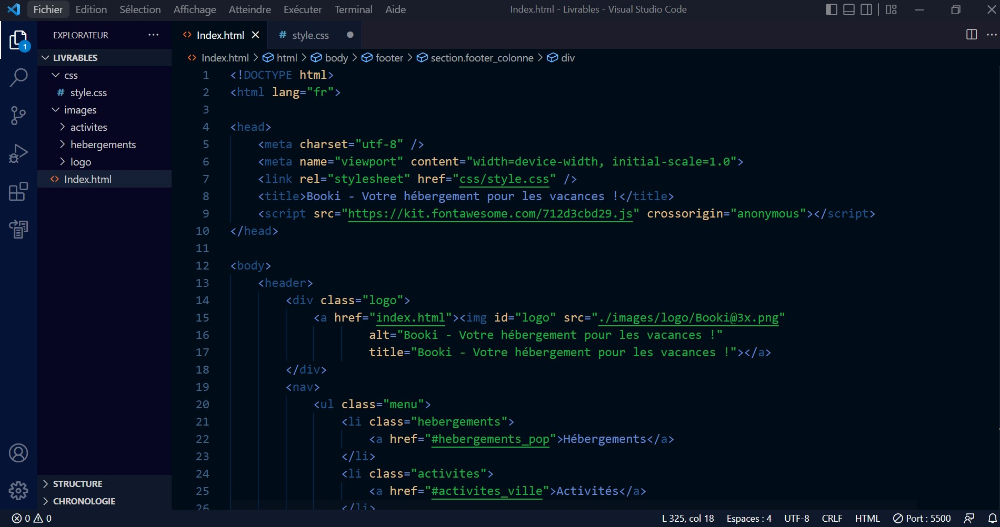 Fichier Edition Sélection Affichage Atteindre Exécuter Terminal Aide
Index.html - Livrables - Visual Studio Code
EXPLORATEUR ···
1
LIVRABLES
css
# style.css
images
activites
hebergements
logo
<> Index.html
STRUCTURE
CHRONOLOGIE
<> Index.html
# style.css
<> Index.html > html > body > footer > section.footer_colonne > div
1 <!DOCTYPE html>
2 <html lang="fr">
3
4 <head>
5 <meta charset="utf-8" />
6 <meta name="viewport" content="width=device-width, initial-scale=1.0">
7 <link rel="stylesheet" href="css/style.css" />
8 <title>Booki - Votre hébergement pour les vacances !</title>
9 <script src="https://kit.fontawesome.com/712d3cbd29.js" crossorigin="anonymous"></script>
10 </head>
11
12 <body>
13 <header>
14 <div class="logo">
15 <a href="index.html"><img id="logo" src="./images/logo/Booki@3x.png"
16 alt="Booki - Votre hébergement pour les vacances !"
17 title="Booki - Votre hébergement pour les vacances !"></a>
18 </div>
19 <nav>
20 <ul class="menu">
21 <li class="hebergements">
22 <a href="#hebergements_pop">Hébergements</a>
23 </li>
24 <li class="activites">
25 <a href="#activites_ville">Activités</a>
26 </li>
0 0
L 325, col 18 Espaces : 4 UTF-8 CRLF HTML Port : 5500